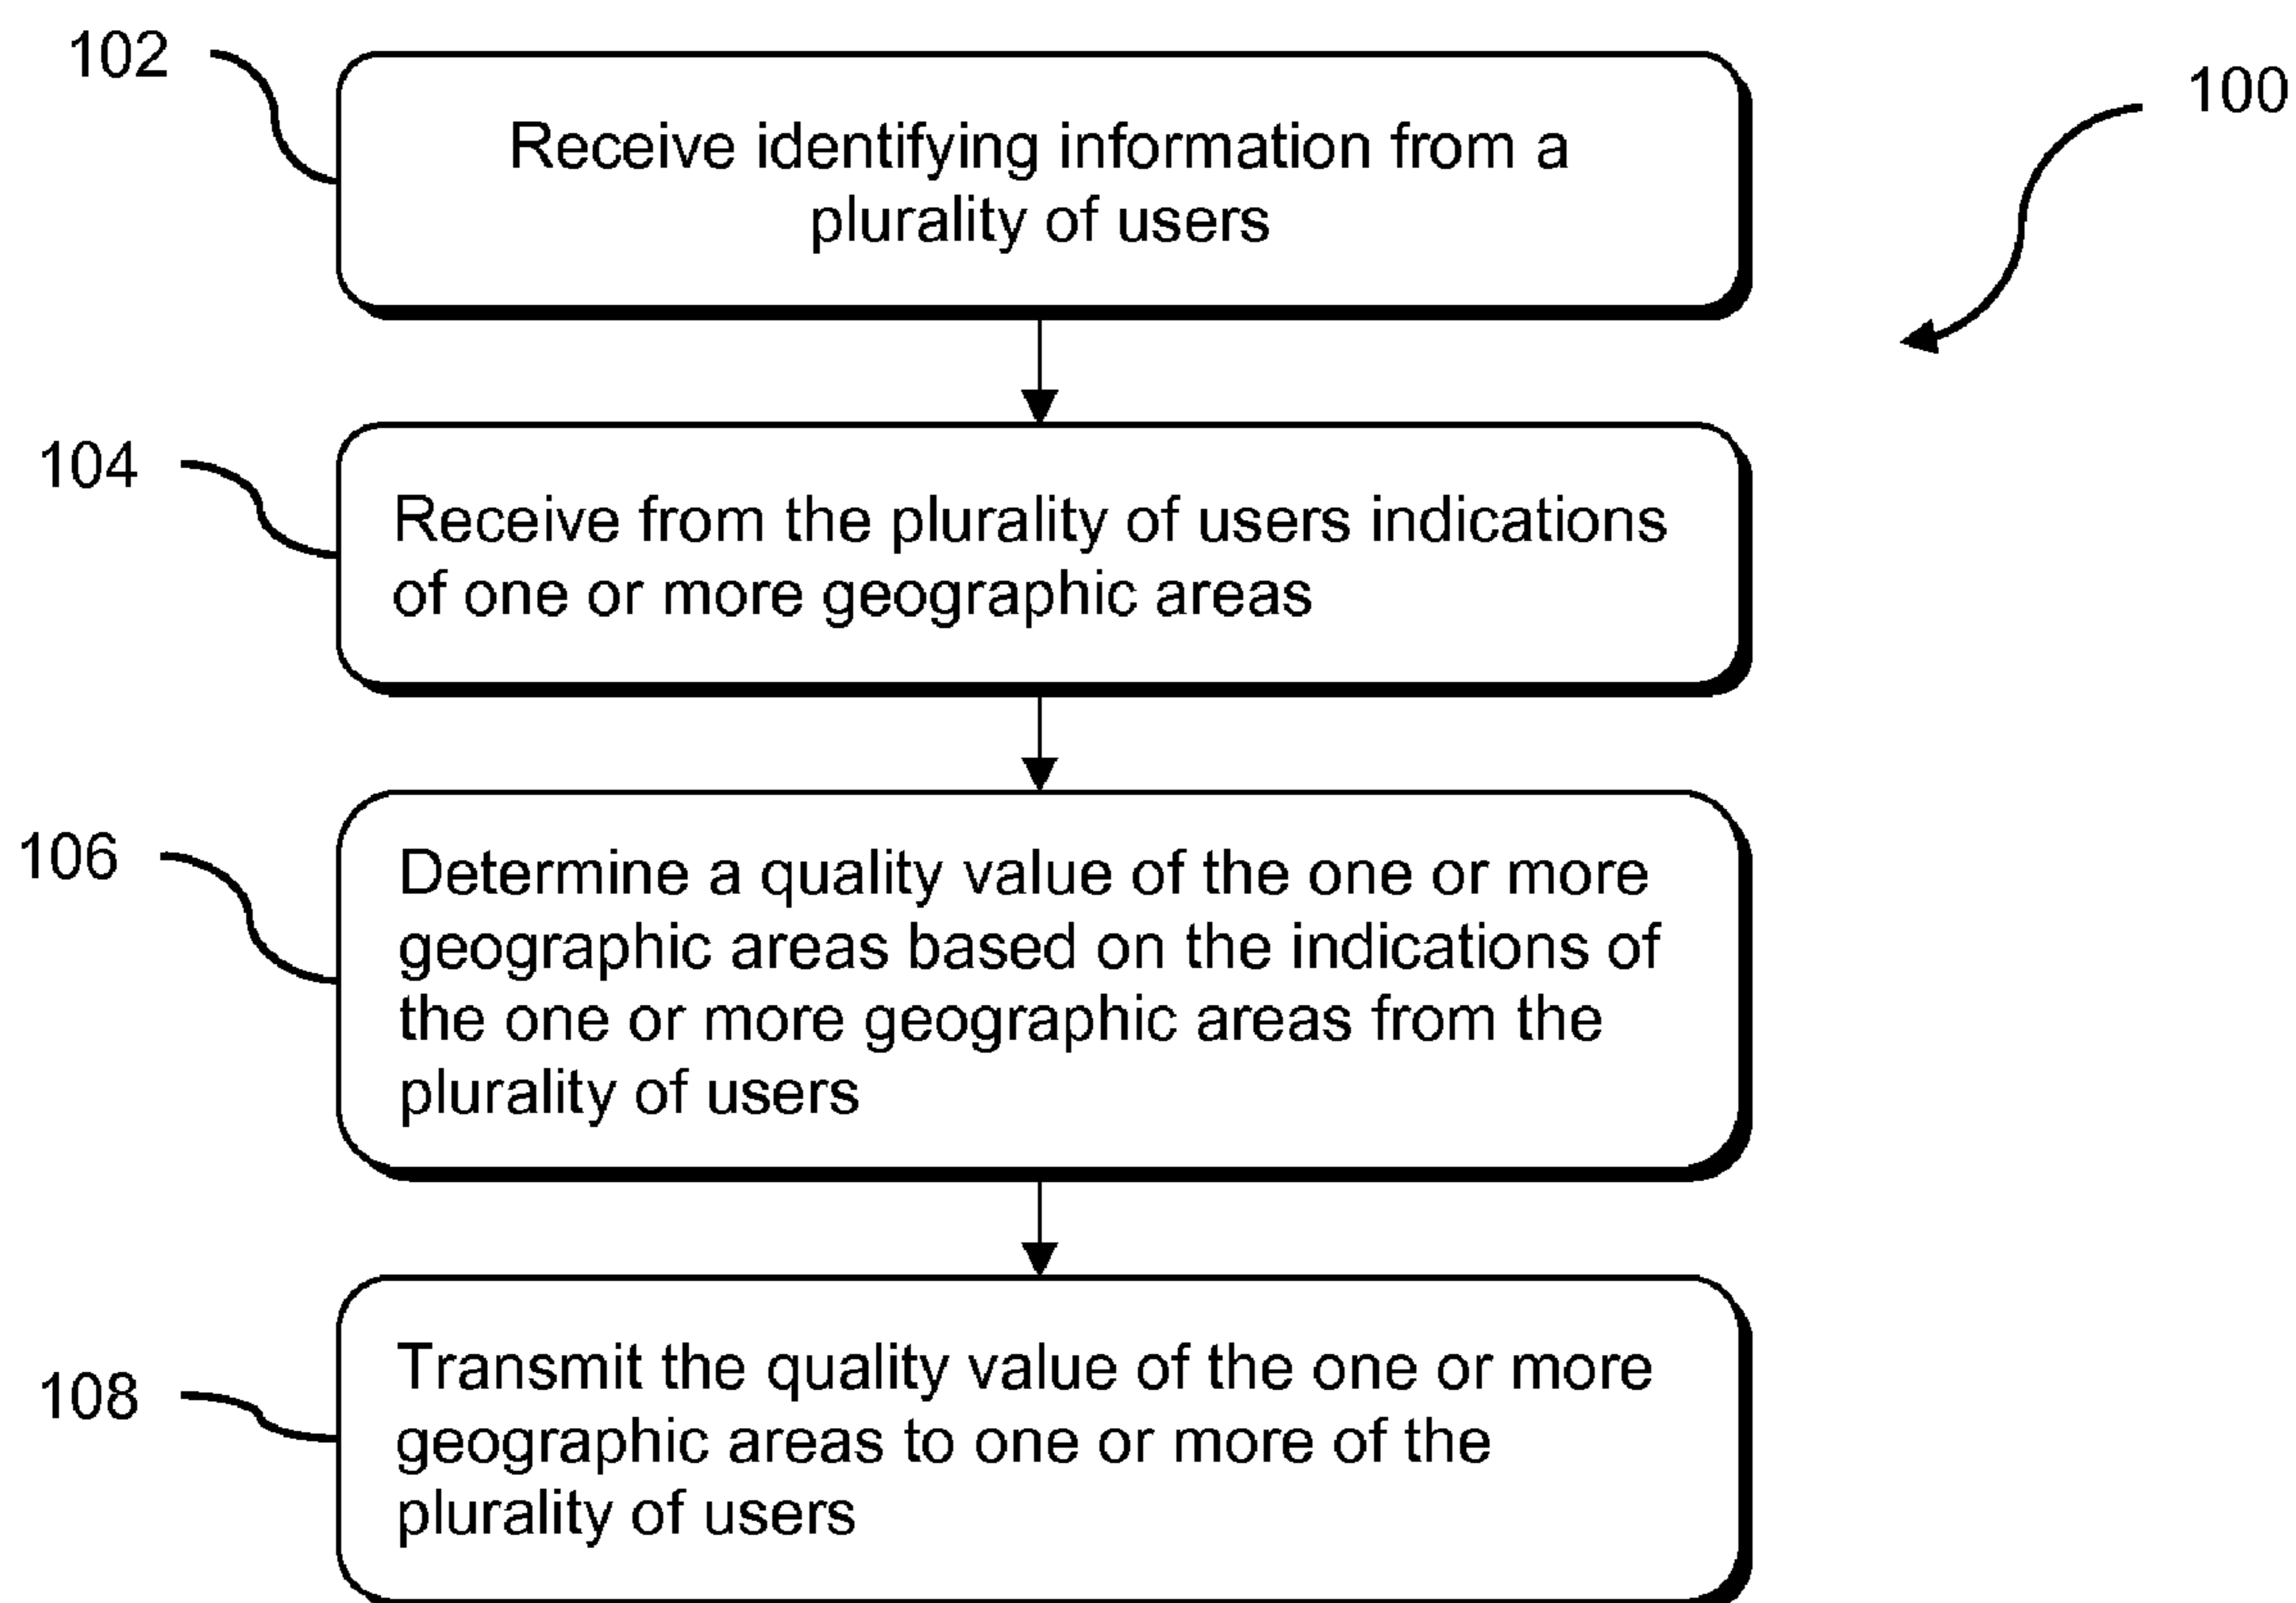 102
100
Receive identifying information from a
plurality of users
104
Receive from the plurality of users indications
of one or more geographic areas
106
Determine a quality value of the one or more
geographic areas based on the indications of
the one or more geographic areas from the
plurality of users
108
Transmit the quality value of the one or more
geographic areas to one or more of the
plurality of users